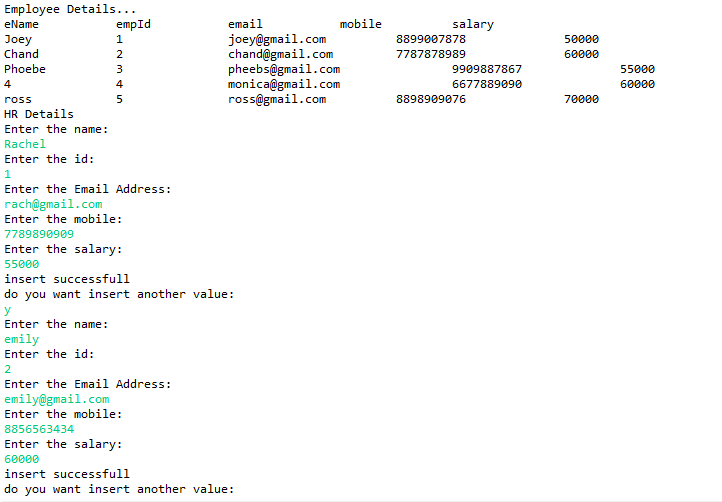 Employee Details...
eName empId email mobile salary
Joey 1 joey@gmail.com 8899007878 50000
Chand 2 chand@gmail.com 7787878989 60000
Phoebe 3 pheebs@gmail.com 9909887867 55000
4 4 monica@gmail.com 6677889090 60000
ross 5 ross@gmail.com 8898909076 70000
HR Details
Enter the name:
Rachel
Enter the id:
1
Enter the Email Address:
rach@gmail.com
Enter the mobile:
7789890909
Enter the salary:
55000
insert successfull
do you want insert another value:
y
Enter the name:
emily
Enter the id:
2
Enter the Email Address:
emily@gmail.com
Enter the mobile:
8856563434
Enter the salary:
60000
insert successfull
do you want insert another value: